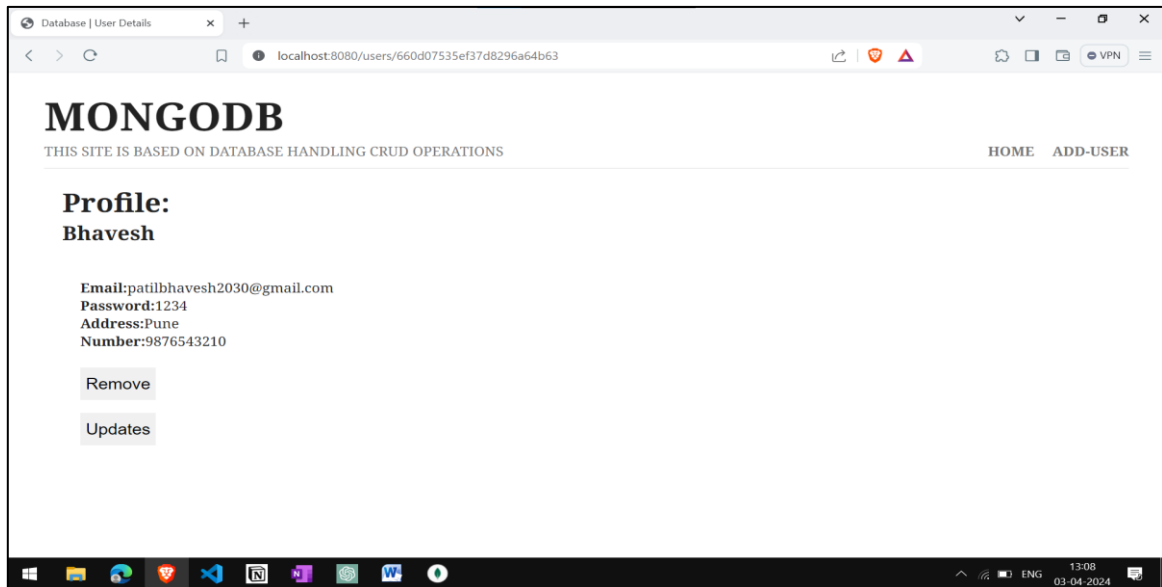 Database | User Details
localhost:8080/users/660d07535ef37d8296a64b63
VPN
MONGODB
THIS SITE IS BASED ON DATABASE HANDLING CRUD OPERATIONS
HOME ADD-USER
Profile:
Bhavesh
Email:patilbhavesh2030@gmail.com
Password:1234
Address:Pune
Number:9876543210
Remove
Updates
ENG
13:08
03-04-2024